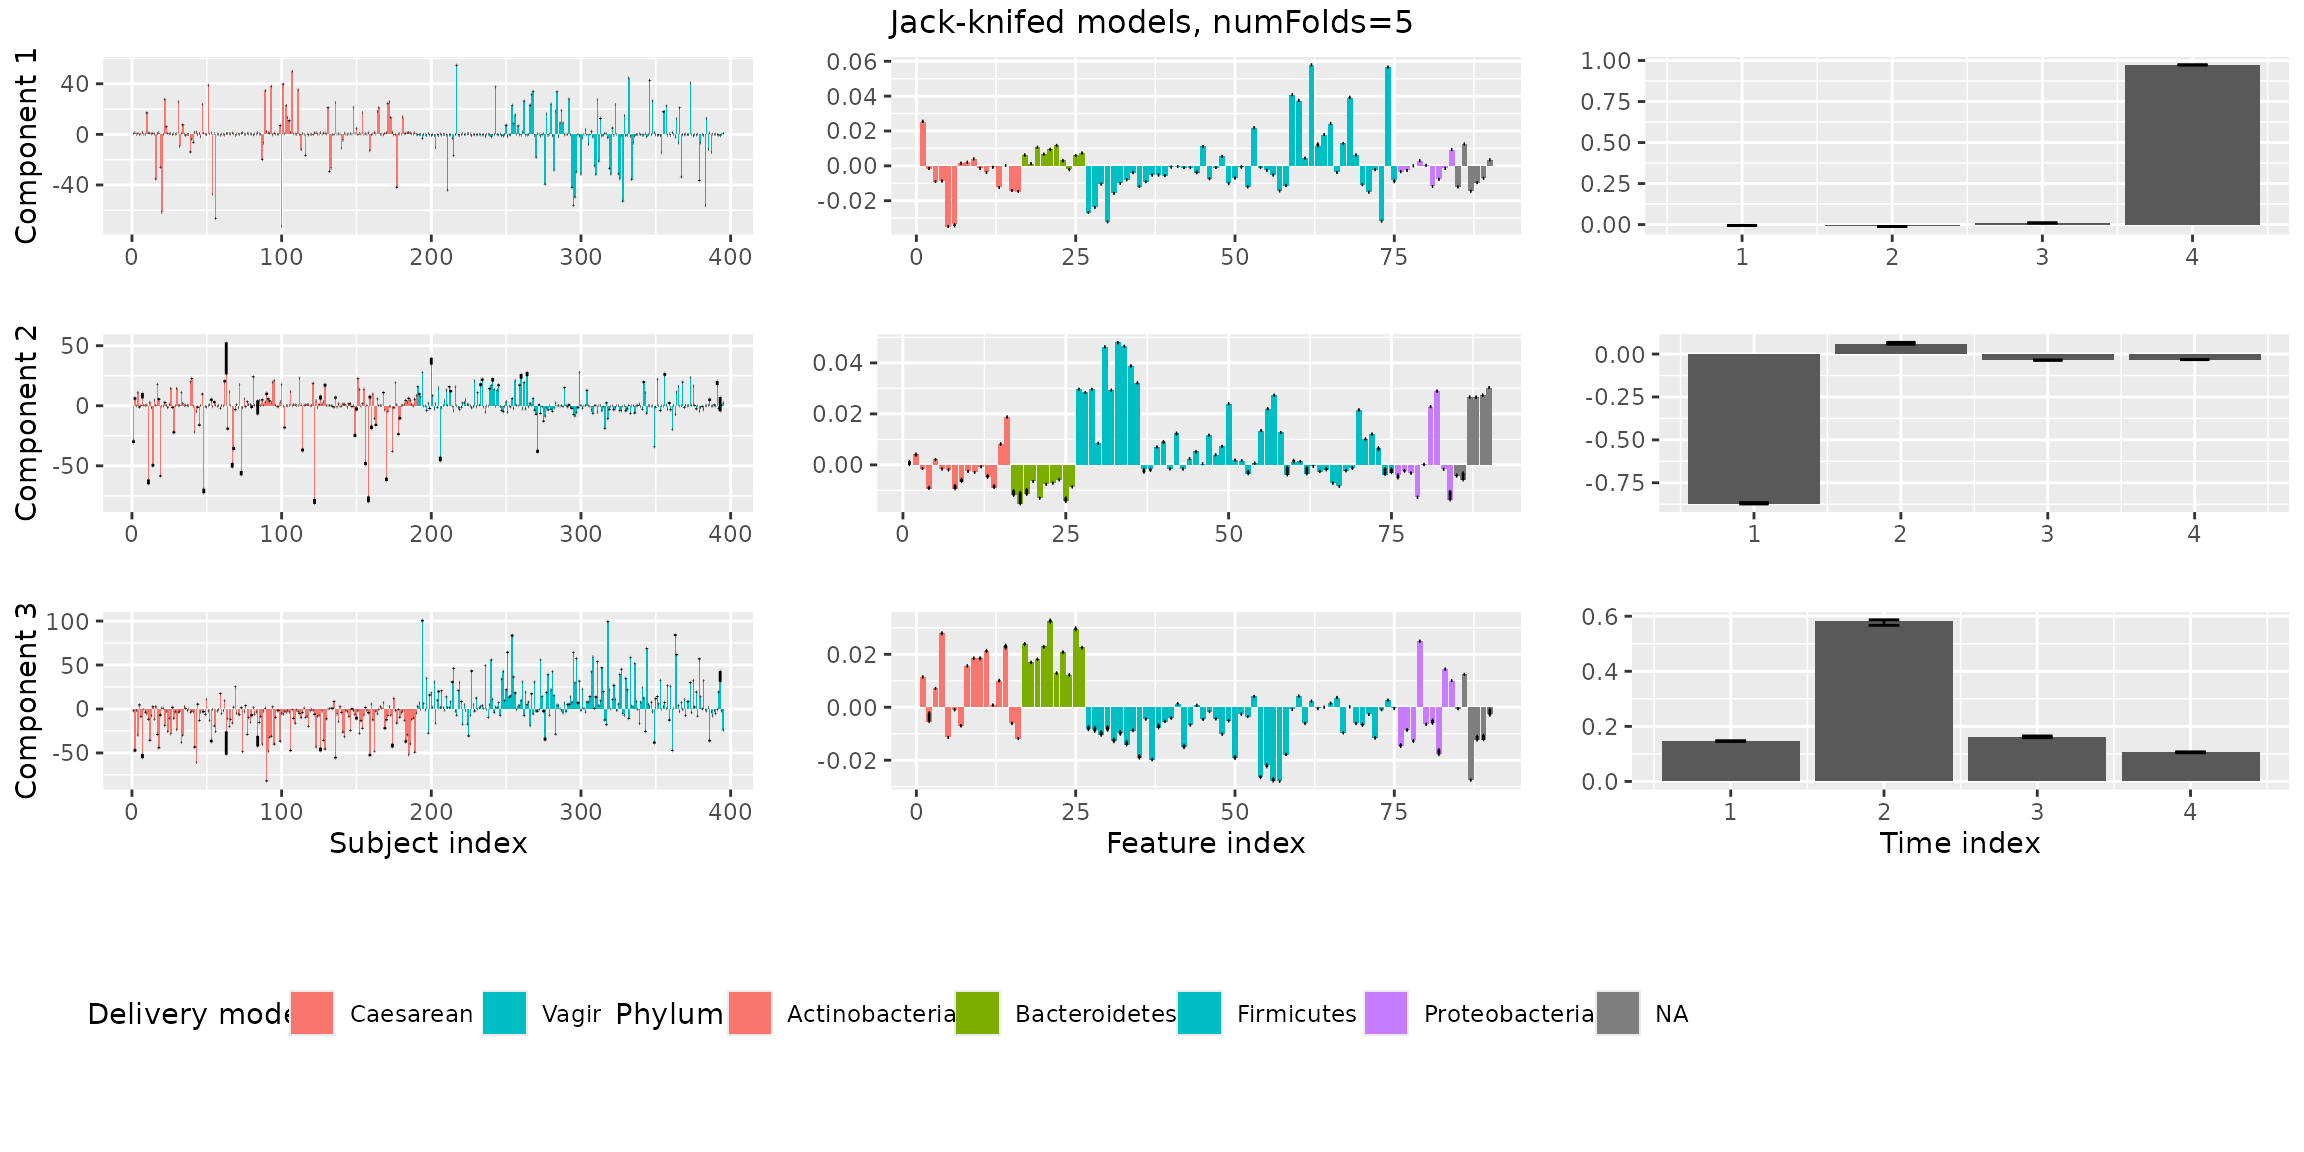 Jack-knifed models, numFolds=5
Component 1
40
0
-40
0 100 200 300 400
0.06
0.04
0.02
0.00
-0.02
0 25 50 75
1.00
0.75
0.50
0.25
0.00
1 2 3 4
Component 2
50
0
-50
0 100 200 300 400
0.04
0.02
0.00
0 25 50 75
0.00
-0.25
-0.50
-0.75
1 2 3 4
Component 3
100
50
0
-50
0 100 200 300 400
Subject index
0.02
0.00
-0.02
0 25 50 75
Feature index
0.6
0.4
0.2
0.0
1 2 3 4
Time index
Delivery mode Caesarean Vagir Phylum Actinobacteria Bacteroidetes Firmicutes Proteobacteria NA